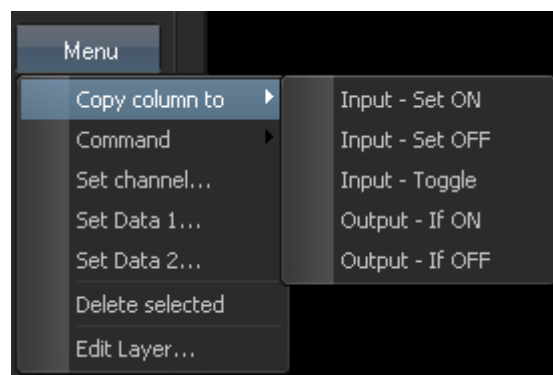 Menu
Copy column to
Command
Set channel...
Set Data 1...
Set Data 2...
Delete selected
Edit Layer...
Input - Set ON
Input - Set OFF
Input - Toggle
Output - If ON
Output - If OFF